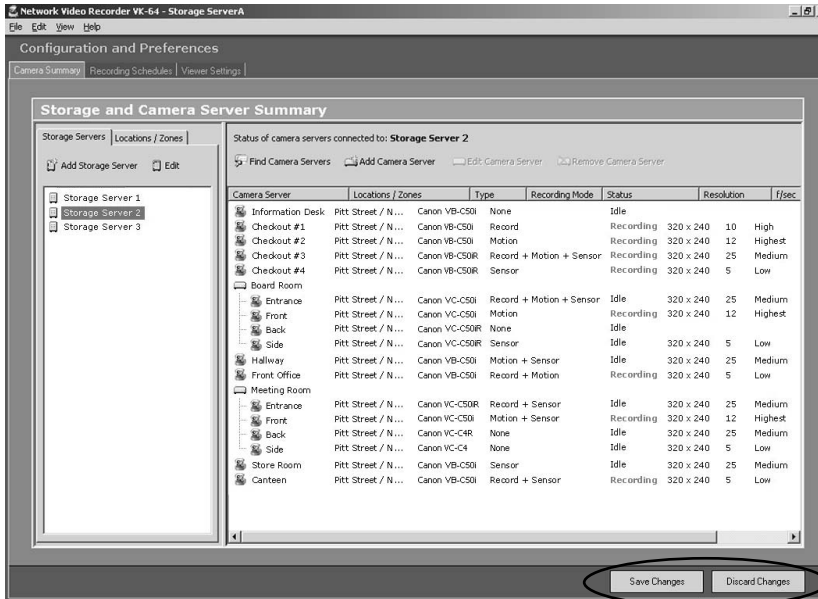 Network Video Recorder VK-64 - Storage ServerA
File Edit View Help
Configuration and Preferences
Camera Summary Recording Schedules Viewer Settings
Storage and Camera Server Summary
Storage Servers Locations / Zones
Add Storage Server Edit
Storage Server 1
Storage Server 2
Storage Server 3
Status of camera servers connected to: Storage Server 2
Find Camera Servers Add Camera Server Edit Camera Server Remove Camera Server
Camera Server Locations / Zones Type Recording Mode Status Resolution f/sec
Information Desk Pitt Street / N... Canon VB-C50i None Idle
Checkout #1 Pitt Street / N... Canon VB-C50i Record Recording 320 x 240 10 High
Checkout #2 Pitt Street / N... Canon VB-C50i Motion Recording 320 x 240 12 Highest
Checkout #3 Pitt Street / N... Canon VB-C50iR Record + Motion + Sensor Recording 320 x 240 25 Medium
Checkout #4 Pitt Street / N... Canon VB-C50iR Sensor Recording 320 x 240 5 Low
Board Room
Entrance Pitt Street / N... Canon VC-C50i Record + Motion + Sensor Idle 320 x 240 25 Medium
Front Pitt Street / N... Canon VC-C50i Motion Recording 320 x 240 12 Highest
Back Pitt Street / N... Canon VC-C50iR None Idle
Side Pitt Street / N... Canon VC-C50iR Sensor Idle 320 x 240 5 Low
Hallway Pitt Street / N... Canon VB-C50i Motion + Sensor Idle 320 x 240 25 Medium
Front Office Pitt Street / N... Canon VB-C50i Record + Motion Recording 320 x 240 5 Low
Meeting Room
Entrance Pitt Street / N... Canon VC-C50iR Record + Sensor Idle 320 x 240 25 Medium
Front Pitt Street / N... Canon VC-C50i Motion + Sensor Recording 320 x 240 12 Highest
Back Pitt Street / N... Canon VC-C4R None Idle 320 x 240 25 Medium
Side Pitt Street / N... Canon VC-C4 None Idle 320 x 240 5 Low
Store Room Pitt Street / N... Canon VB-C50i Sensor Idle 320 x 240 25 Medium
Canteen Pitt Street / N... Canon VB-C50i Record + Sensor Recording 320 x 240 5 Low
Save Changes Discard Changes